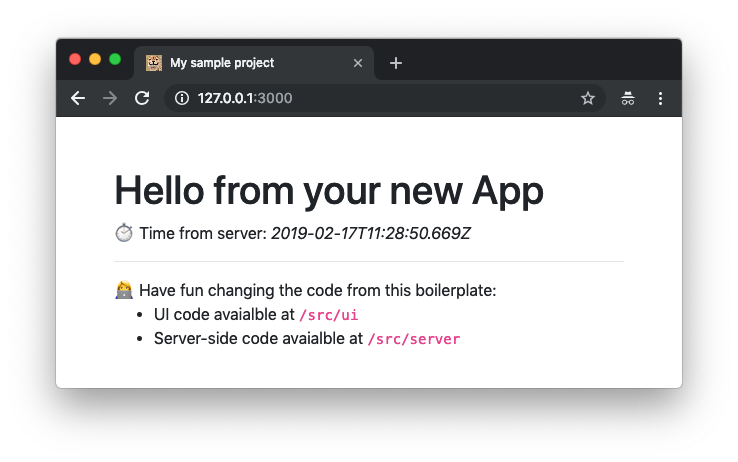 My sample project
127.0.0.1:3000
Hello from your new App
⏱ Time from server: 2019-02-17T11:28:50.669Z
👩‍💻 Have fun changing the code from this boilerplate:
• UI code avaialble at /src/ui
• Server-side code avaialble at /src/server